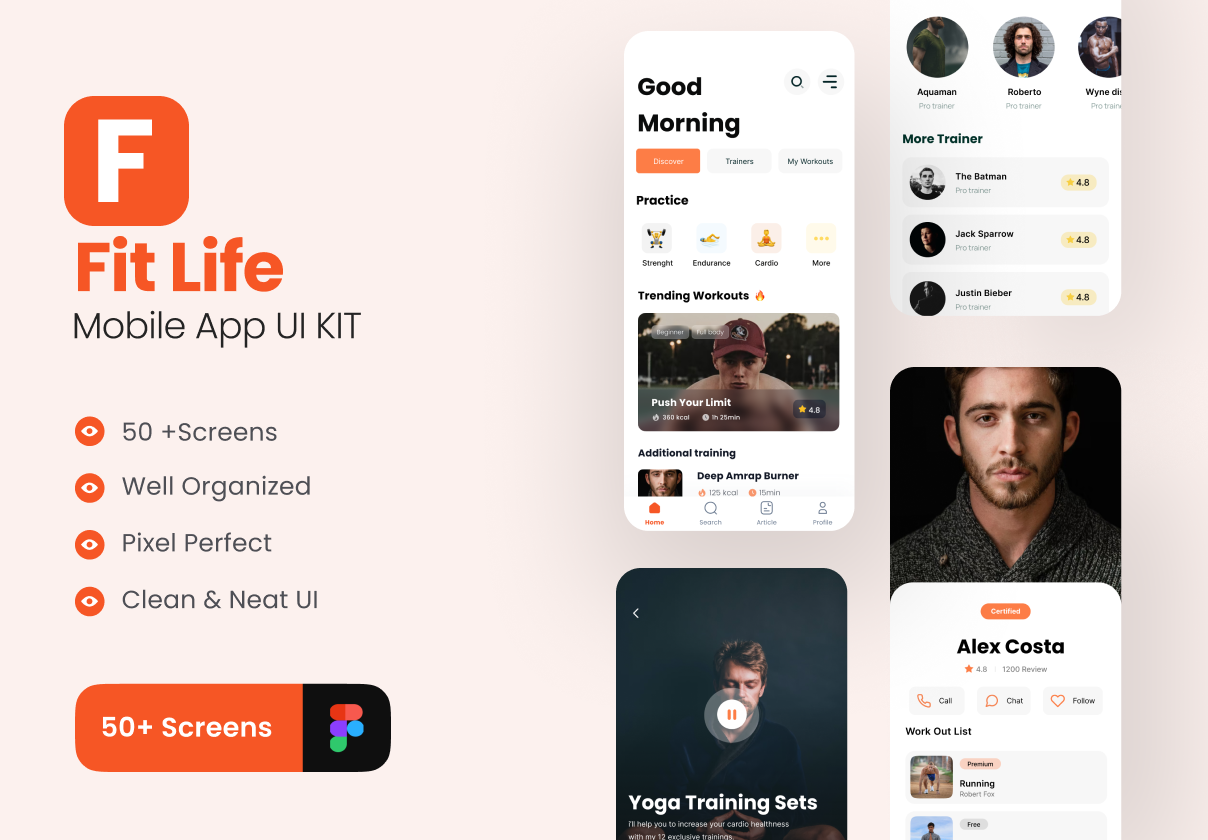 F
Fit Life
Mobile App UI KIT
50 +Screens
Well Organized
Pixel Perfect
Clean & Neat UI
50+ Screens
Good
Morning
Discover
Trainers
My Workouts
Practice
Strenght
Endurance
Cardio
More
Trending Workouts
Beginner
Full body
Push Your Limit
360 kcal
1h 25min
4.8
Additional training
Deep Amrap Burner
125 kcal
15min
Home
Search
Article
Profile
Yoga Training Sets
i'll help you to increase your cardio healthness
with my 12 exclusive trainings.
Aquaman
Roberto
Wyne dis
Pro trainer
Pro trainer
Pro traine
More Trainer
The Batman
Pro trainer
4.8
Jack Sparrow
Pro trainer
4.8
Justin Bieber
Pro trainer
4.8
Certified
Alex Costa
4.8
1200 Review
Call
Chat
Follow
Work Out List
Premium
Running
Robert Fox
Free